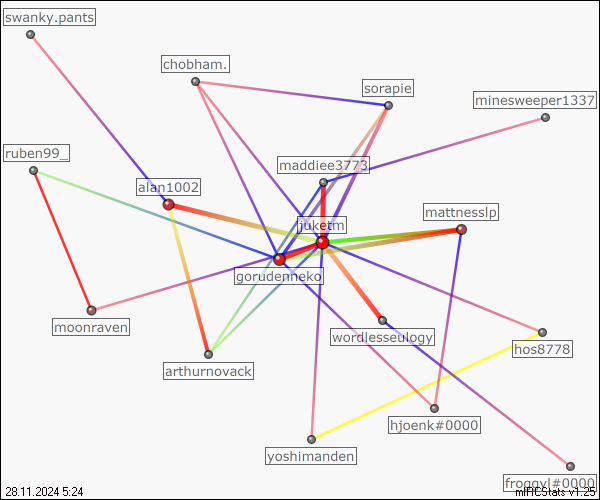 swanky.pants
chobham.
sorapie
minesweeper1337
ruben99_
maddiee3773
alan1002
mattnesslp
juketm
gorudenneko
moonraven
wordlesseulogy
hos8778
arthurnovack
hjoenk#0000
yoshimanden
froggyl#0000
28.11.2024 5:24
mIRCStats v1.25